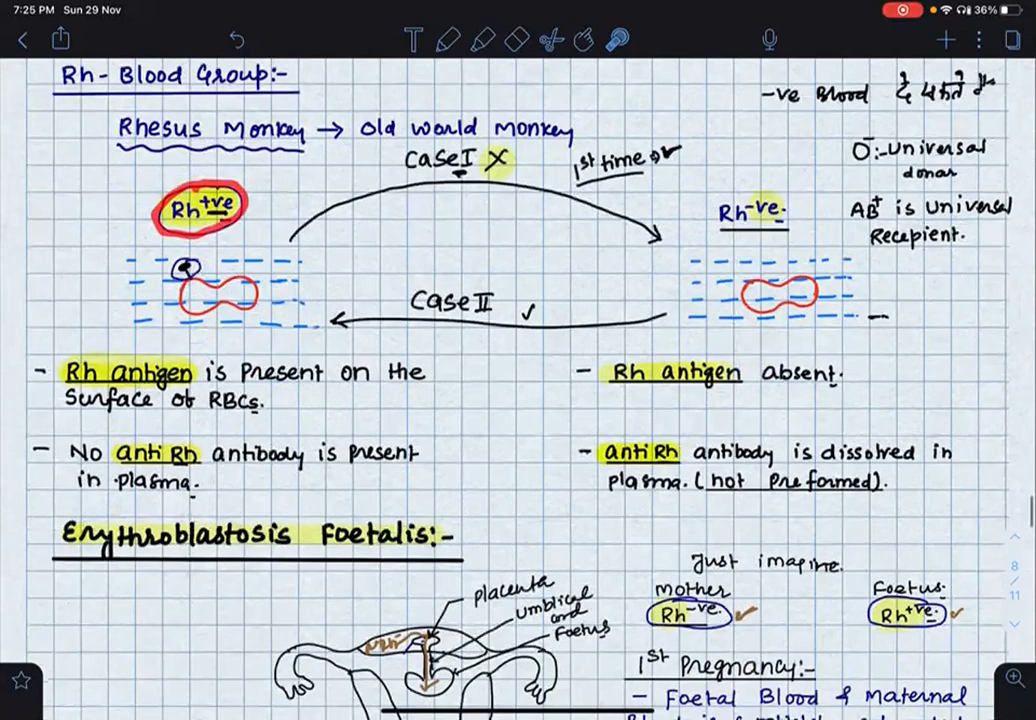 7:25 PM Sun 29 Nov
36%
Rh- Blood Group:-
-ve Blood
Rhesus Monkey → Old world monkey
Case I X
1st time
O⁻:-Universal
donar
Rh+ve
Rh-ve.
AB+ is Universal
Recepient.
Case II ✓
- Rh antigen is Present on the
Surface of RBCs.
- Rh antigen absent.
- No anti Rh antibody is present
in plasma.
- anti Rh antibody is dissolved in
plasma. (not Preformed).
Erythroblastosis Foetalis:-
Just imagine.
Placenta
Umblical
and
Foetus
mother
Rh-ve. ✓
Foetus.
Rh+ve. ✓
1st Pregnancy:-
- Foetal Blood & Maternal
8
/
11